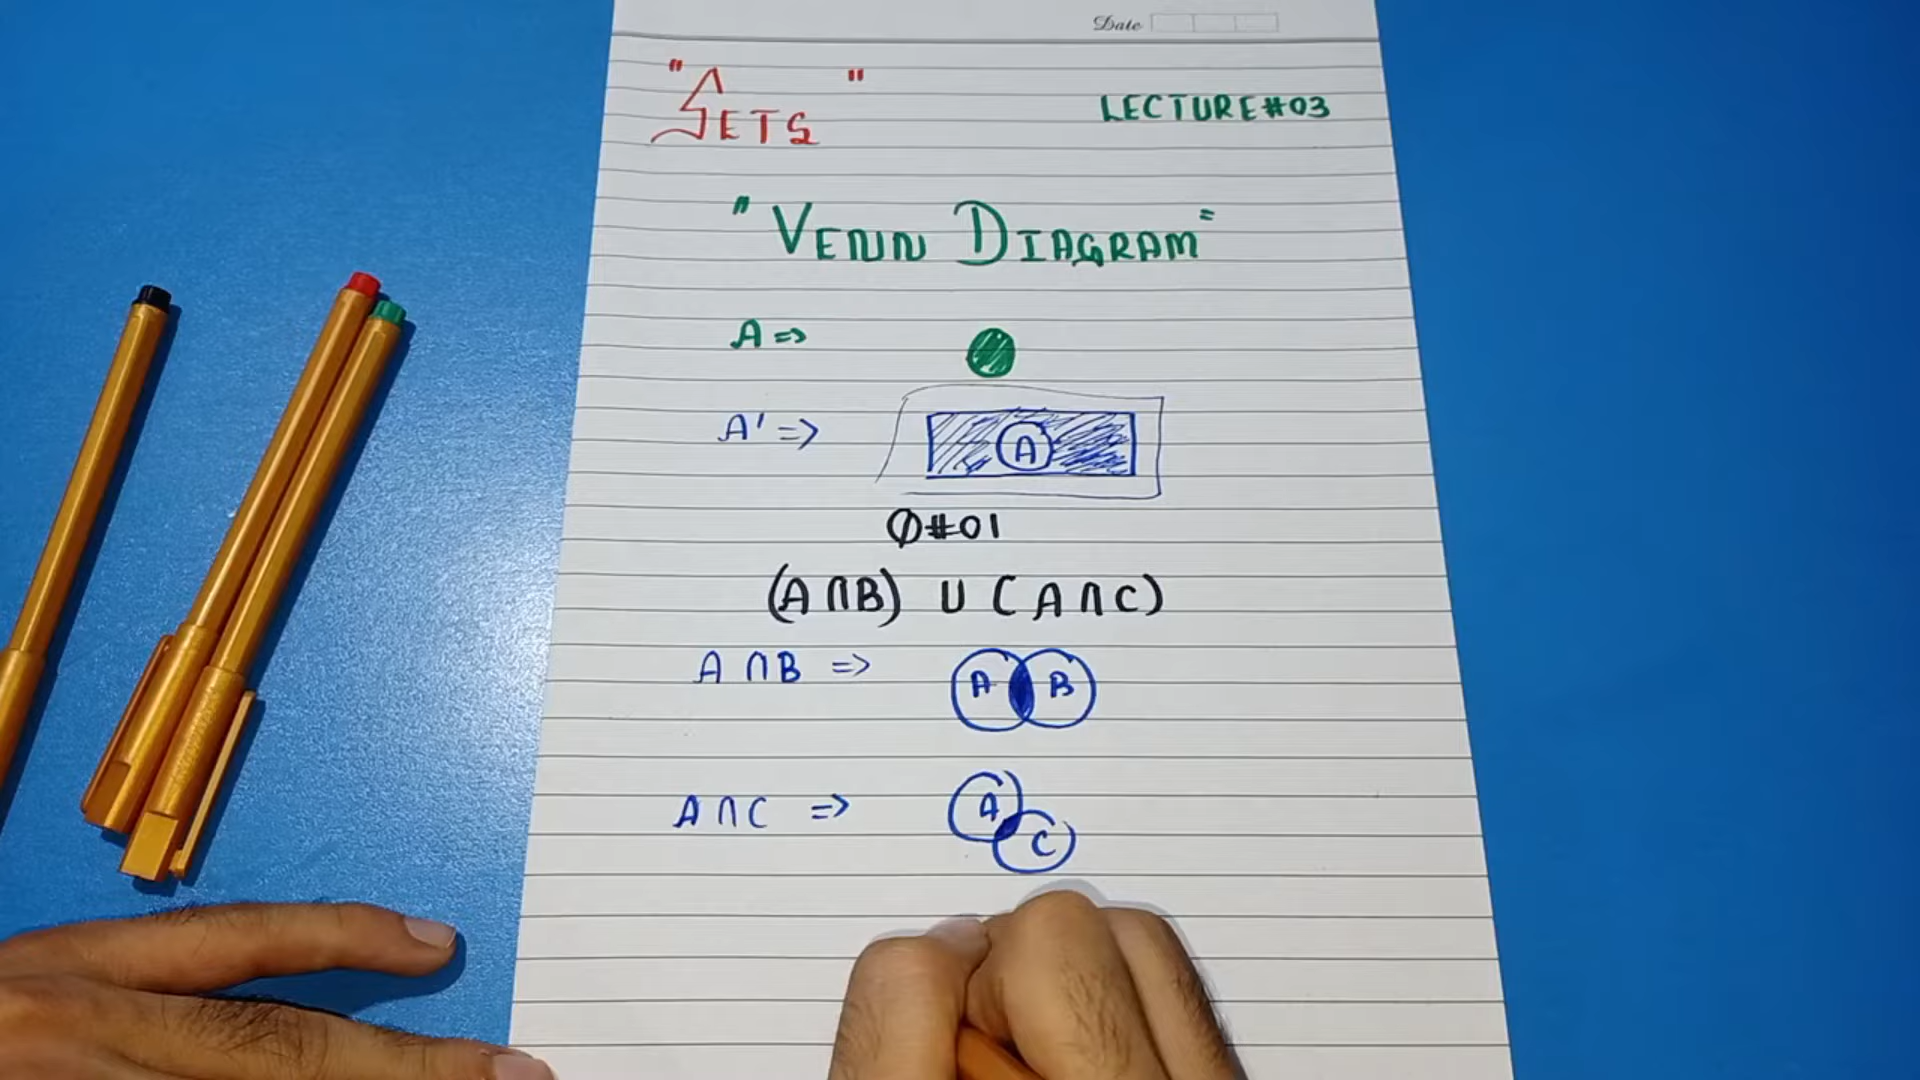 Date
"SETS"
LECTURE#03
"VENN DIAGRAM"
A =>
A' => A
Q#01
(A∩B) ∪ (A∩C)
A∩B => A B
A∩C => A C